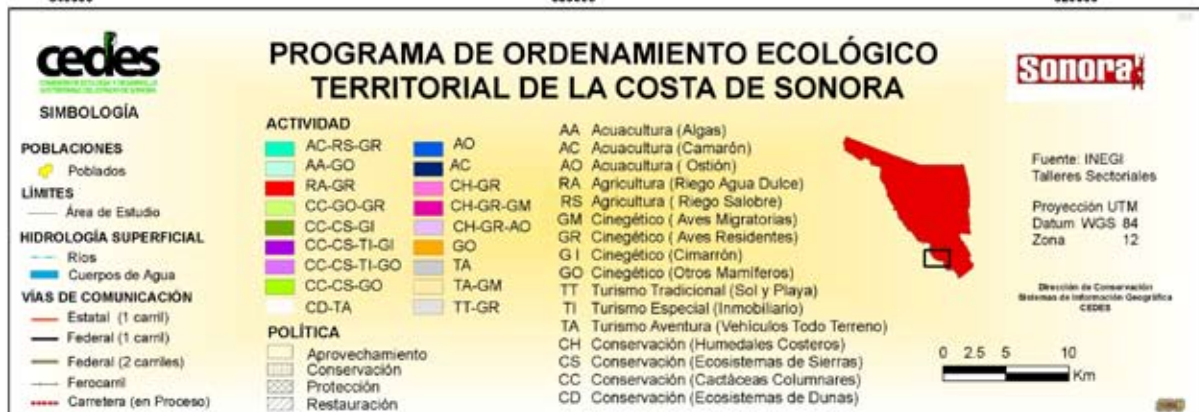 cedes
PROGRAMA DE ORDENAMIENTO ECOLÓGICO
TERRITORIAL DE LA COSTA DE SONORA
Sonora
SIMBOLOGÍA
POBLACIONES
Poblados
LÍMITES
Área de Estudio
HIDROLOGÍA SUPERFICIAL
Ríos
Cuerpos de Agua
VÍAS DE COMUNICACIÓN
Estatal (1 carril)
Federal (1 carril)
Federal (2 carriles)
Ferocarril
Carretera (en Proceso)
ACTIVIDAD
AC-RS-GR
AA-GO
RA-GR
CC-GO-GR
CC-CS-GI
CC-CS-TI-GI
CC-CS-TI-GO
CC-CS-GO
CD-TA
AO
AC
CH-GR
CH-GR-GM
CH-GR-AO
GO
TA
TA-GM
TT-GR
POLÍTICA
Aprovechamiento
Conservación
Protección
Restauración
AA Acuacultura (Algas)
AC Acuacultura (Camarón)
AO Acuacultura ( Ostión)
RA Agricultura (Riego Agua Dulce)
RS Agricultura ( Riego Salobre)
GM Cinegético (Aves Migratorias)
GR Cinegético ( Aves Residentes)
G I Cinegético (Cimarrón)
GO Cinegético (Otros Mamíferos)
TT Turismo Tradicional (Sol y Playa)
TI Turismo Especial (Inmobiliario)
TA Turismo Aventura (Vehículos Todo Terreno)
CH Conservación (Humedales Costeros)
CS Conservación (Ecosistemas de Sierras)
CC Conservación (Cactáceas Columnares)
CD Conservación (Ecosistemas de Dunas)
Fuente: INEGI
Talleres Sectoriales
Proyección UTM
Datum WGS 84
Zona 12
Dirección de Conservación
Sistemas de Información Geográfica
CEDES
0 2.5 5 10
Km